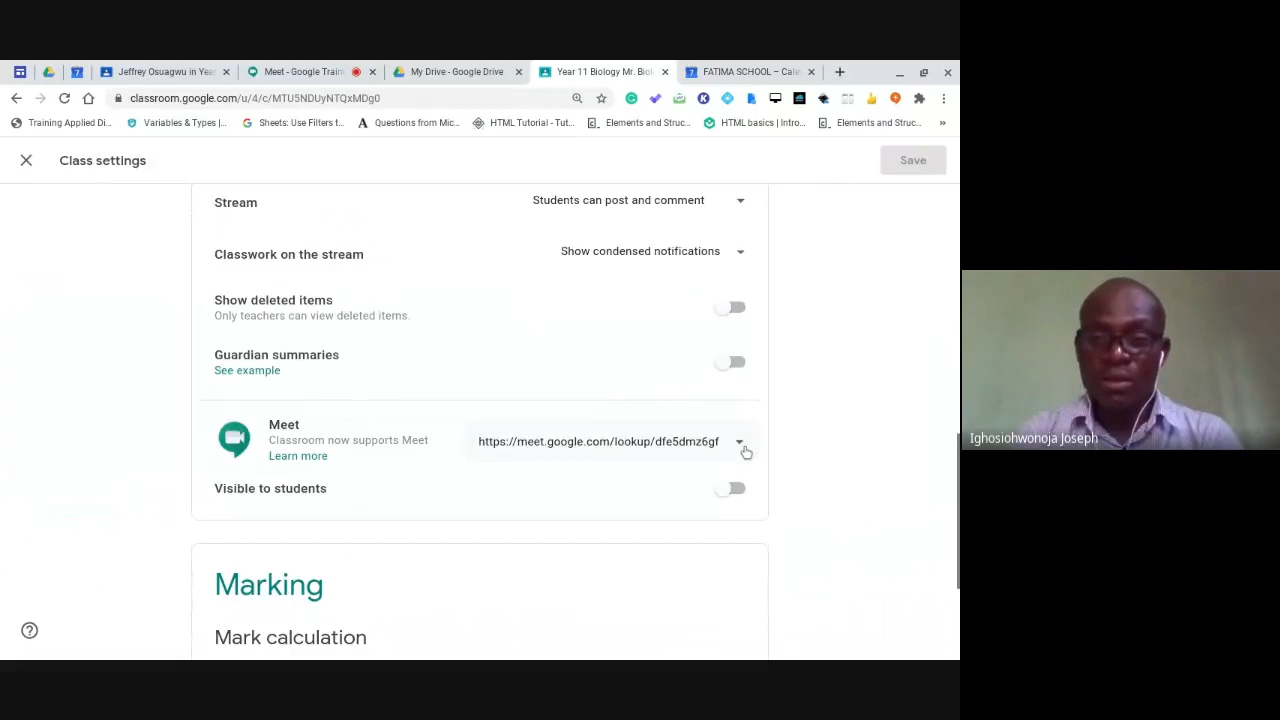 Jeffrey Osuagwu in Yea
Meet - Google Train
My Drive - Google Drive
Year 11 Biology Mr. Biol
FATIMA SCHOOL – Cale
classroom.google.com/u/4/c/MTU5NDUyNTQxMDg0
Training Applied Di...
Variables & Types |...
Sheets: Use Filters t...
Questions from Mic...
HTML Tutorial - Tut...
Elements and Struc...
HTML basics | Intro...
Elements and Struc...
Class settings
Save
Stream
Students can post and comment
Classwork on the stream
Show condensed notifications
Show deleted items
Only teachers can view deleted items.
Guardian summaries
See example
Meet
Classroom now supports Meet
Learn more
https://meet.google.com/lookup/dfe5dmz6gf
Visible to students
Marking
Mark calculation
Ighosiohwonoja Joseph